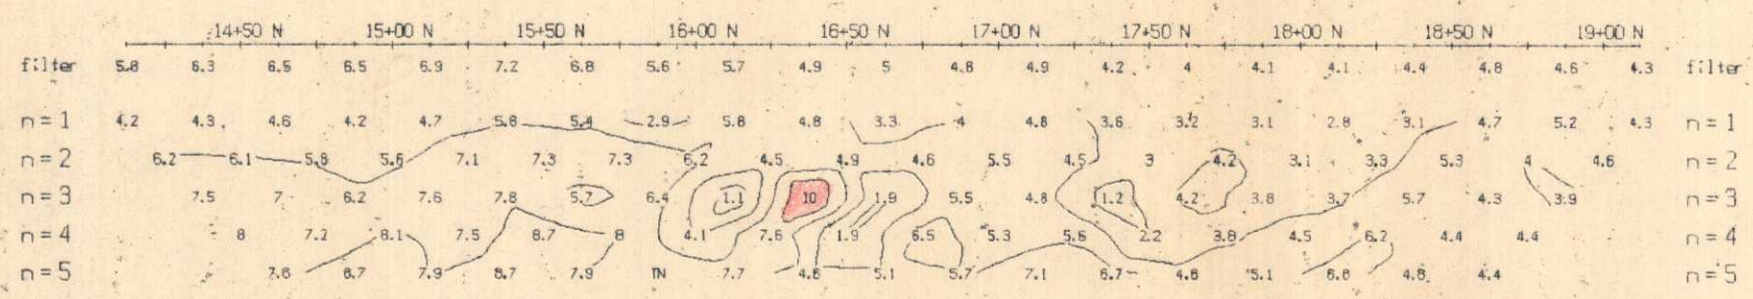 14+50 N 15+00 N 15+50 N 16+00 N 16+50 N 17+00 N 17+50 N 18+00 N 18+50 N 19+00 N
filter 5.8 6.3 6.5 6.5 6.9 7.2 6.8 5.6 5.7 4.9 5 4.8 4.9 4.2 4 4.1 4.1 4.4 4.8 4.6 4.3 filter
n=1 4.2 4.3 4.6 4.2 4.7 5.8 5.4 2.9 5.8 4.8 3.3 4 4.8 3.6 3.2 3.1 2.8 3.1 4.7 5.2 4.3 n=1
n=2 6.2 6.1 5.8 5.6 7.1 7.3 7.3 6.2 4.5 4.9 4.6 5.5 4.5 3 4.2 3.1 3.3 5.3 4 4.6 n=2
n=3 7.5 7 6.2 7.6 7.8 5.7 6.4 1.1 10 1.9 5.5 4.8 1.2 4.2 3.8 3.7 5.7 4.3 3.9 n=3
n=4 8 7.2 8.1 7.5 8.7 8 4.1 7.6 1.9 6.5 5.3 5.6 2.2 3.8 4.5 6.2 4.4 4.4 n=4
n=5 7.6 8.7 7.9 8.7 7.9 TN 7.7 4.8 5.1 5.7 7.1 6.7 4.8 5.1 6.8 4.8 4.4 n=5